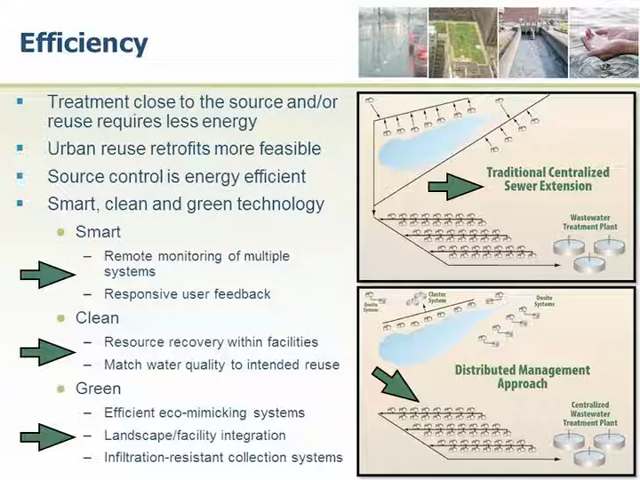 Efficiency
Treatment close to the source and/or
reuse requires less energy
Urban reuse retrofits more feasible
Source control is energy efficient
Smart, clean and green technology
Smart
– Remote monitoring of multiple
systems
– Responsive user feedback
Clean
– Resource recovery within facilities
– Match water quality to intended reuse
Green
– Efficient eco-mimicking systems
– Landscape/facility integration
– Infiltration-resistant collection systems
Traditional Centralized
Sewer Extension
Wastewater
Treatment Plant
Onsite
Systems
Cluster
System
Onsite
Systems
Distributed Management
Approach
Centralized
Wastewater
Treatment Plant